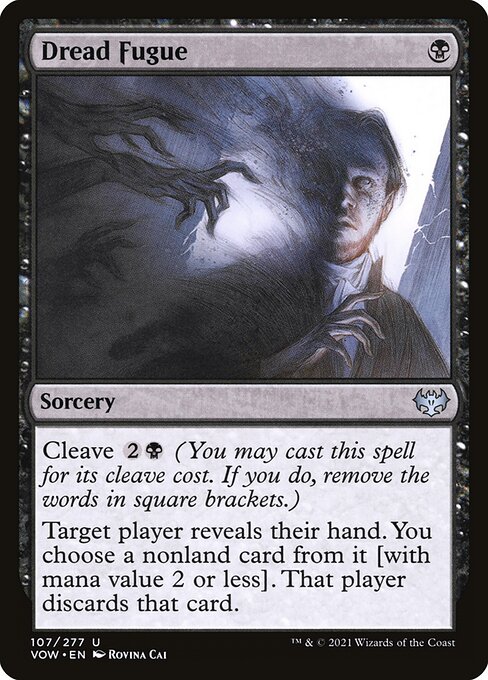 Dread Fugue
Sorcery
Cleave 2 (You may cast this spell
for its cleave cost. If you do, remove the
words in square brackets.)
Target player reveals their hand. You
choose a nonland card from it [with
mana value 2 or less]. That player
discards that card.
107/277 U
VOW • EN Rovina Cai
™ & © 2021 Wizards of the Coast